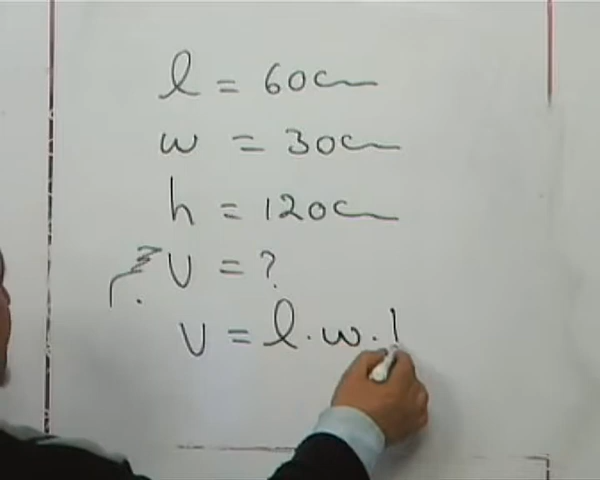 l = 60cm
w = 30cm
h = 120cm
V = ?
V = l . w .